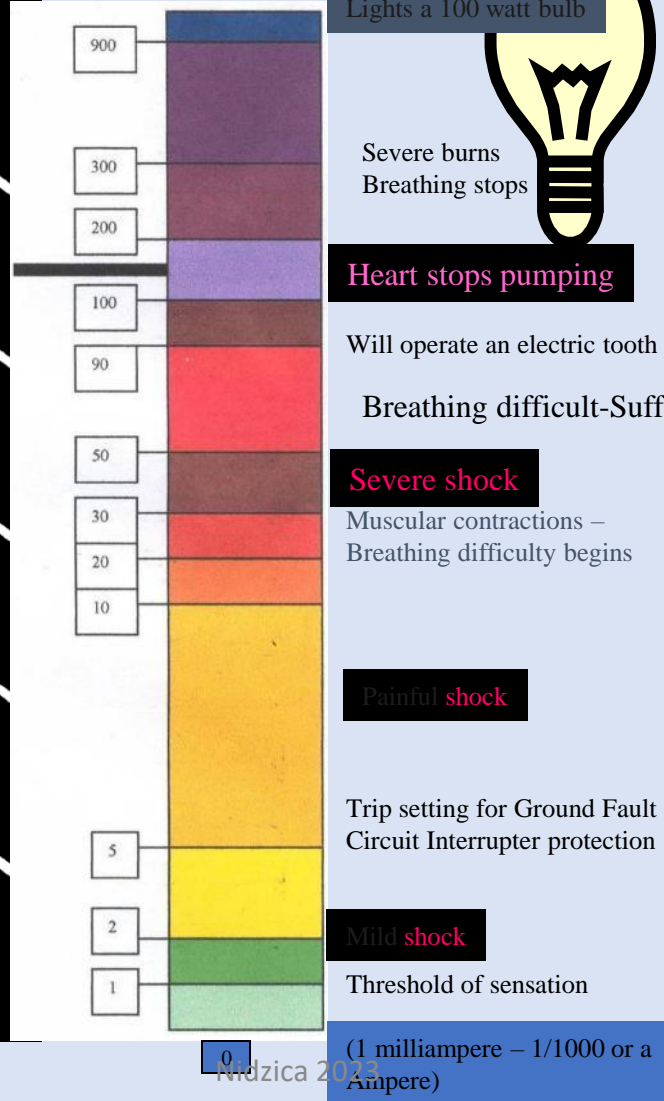 Lights a 100 watt bulb
900
Severe burns
300
Breathing stops
200
Heart stops pumping
100
Will operate an electric tooth
90
Breathing difficult-Suff
50
Severe shock
30
Muscular contractions –
Breathing difficulty begins
20
10
Painful shock
Trip setting for Ground Fault
Circuit Interrupter protection
5
2
Mild shock
1
Threshold of sensation
0
(1 milliampere – 1/1000 or a
Ampere)
Nidzica 2023